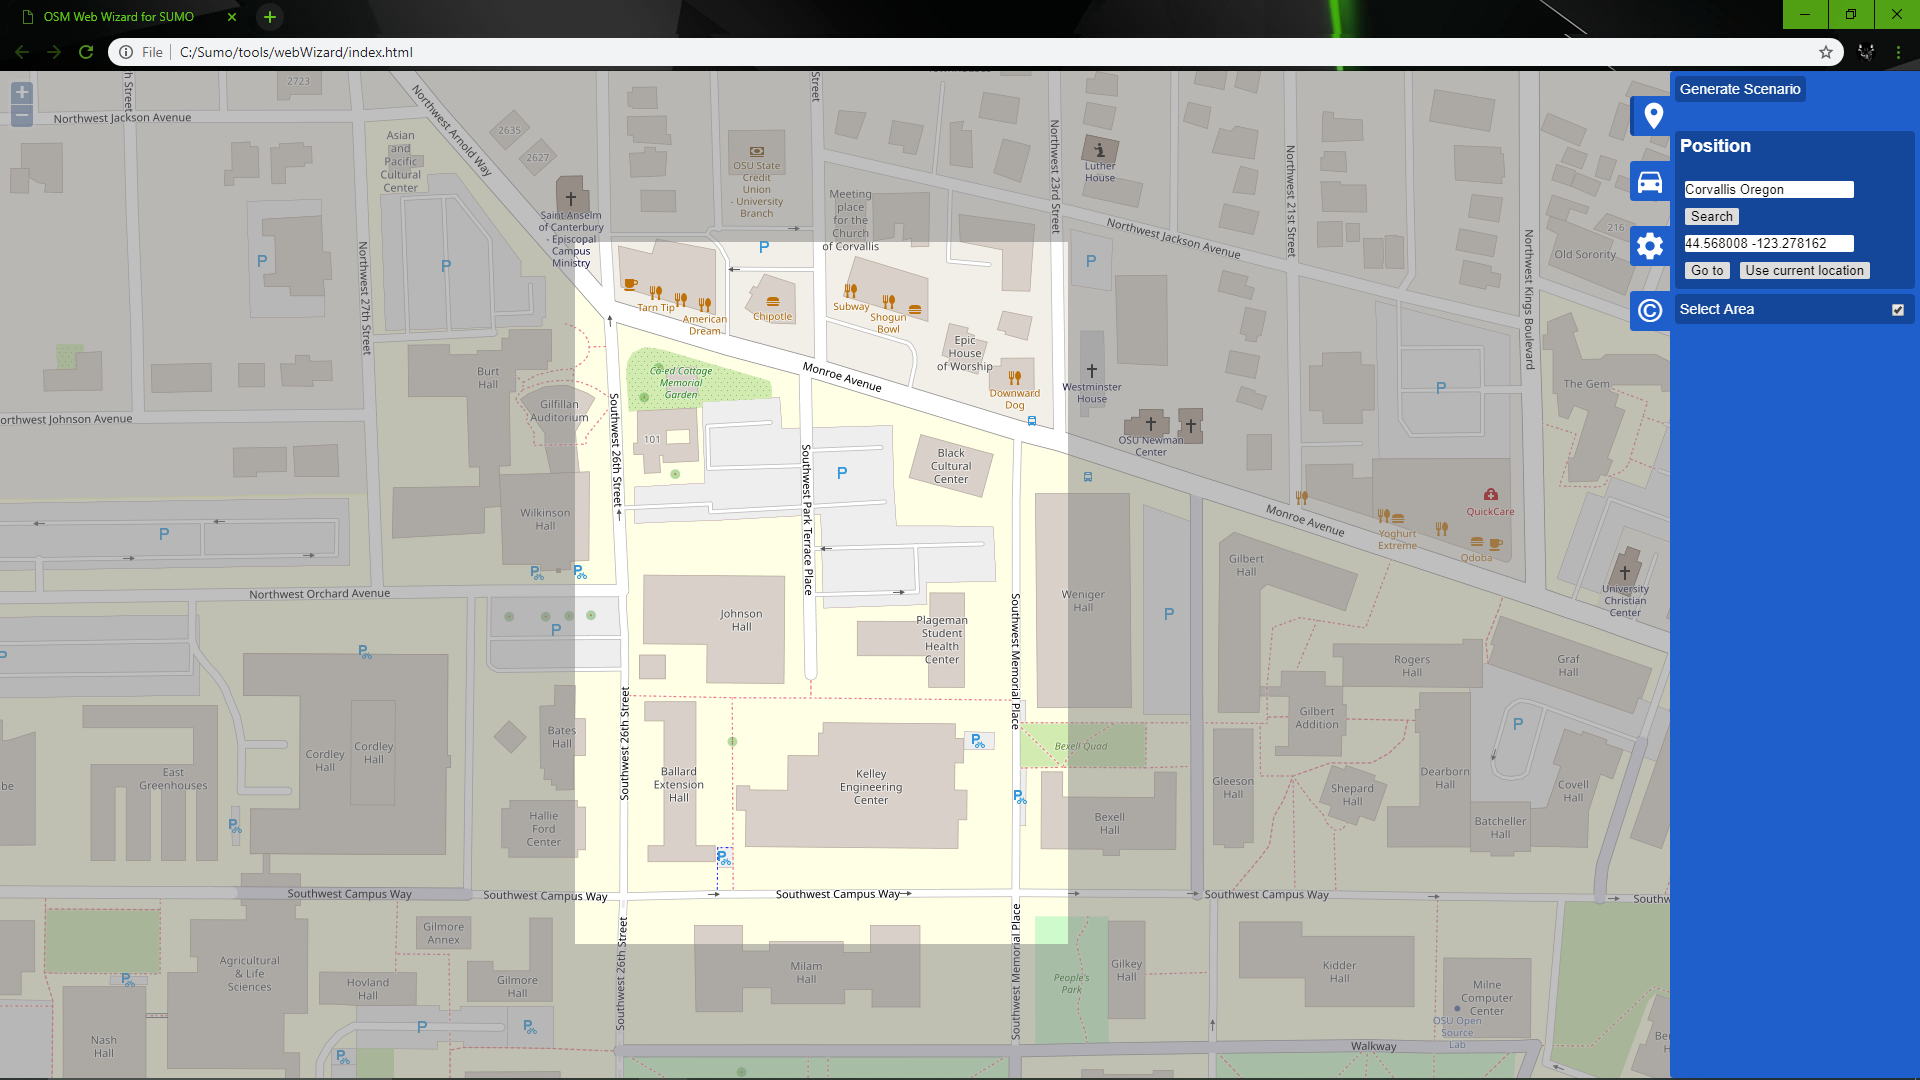 OSM Web Wizard for SUMO
File
C:/Sumo/tools/webWizard/index.html
+
−
Generate Scenario
Position
Corvallis Oregon
Search
44.568008 -123.278162
Go to
Use current location
Select Area
2723
Northwest Jackson Avenue
Northwest Arnold Way
Asian
and
Pacific
Cultural
Center
2635
2627
OSU State
Credit
Union
- University
Branch
Street
Northwest 23rd Street
Luther
House
Northwest 21st Street
Saint Anselm
of Canterbury
- Episcopal
Campus
Ministry
Meeting
place
for the
Church
of Corvallis
Northwest Jackson Avenue
216
Old Sorority
Northwest Kings Boulevard
Northwest 27th Street
P
P
P
P
Tarn Tip
American
Dream
Chipotle
Subway
Shogun
Bowl
Epic
House
of Worship
Downward
Dog
Westminster
House
OSU Newman
Center
The Gem
P
Burt
Hall
Gilfillan
Auditorium
Co-ed Cottage
Memorial
Garden
Monroe Avenue
orthwest Johnson Avenue
Southwest 26th Street
101
Southwest Park Terrace Place
P
Black
Cultural
Center
Wilkinson
Hall
P
Monroe Avenue
QuickCare
Yoghurt
Extreme
Qdoba
Gilbert
Hall
University
Christian
Center
Northwest Orchard Avenue
P
Johnson
Hall
Plageman
Student
Health
Center
Southwest Memorial Place
Weniger
Hall
P
Rogers
Hall
Graf
Hall
P
Gilbert
Addition
P
Southwest 26th Street
Bates
Hall
Cordley
Hall
Cordley
Hall
East
Greenhouses
be
Ballard
Extension
Hall
Kelley
Engineering
Center
Bexell Quad
Gleeson
Hall
Shepard
Hall
Dearborn
Hall
Covell
Hall
Batcheller
Hall
Hallie
Ford
Center
Bexell
Hall
Southwest Campus Way
Southwest Campus Way
Southwest Campus Way
Southwest Campus Way
Southw
Gilmore
Annex
Agricultural
& Life
Sciences
Hovland
Hall
Gilmore
Hall
Southwest 26th Street
Milam
Hall
Southwest Memorial Place
People's
Park
Gilkey
Hall
Kidder
Hall
Milne
Computer
Center
OSU Open
Source
Lab
Nash
Hall
P
Walkway
Be
H